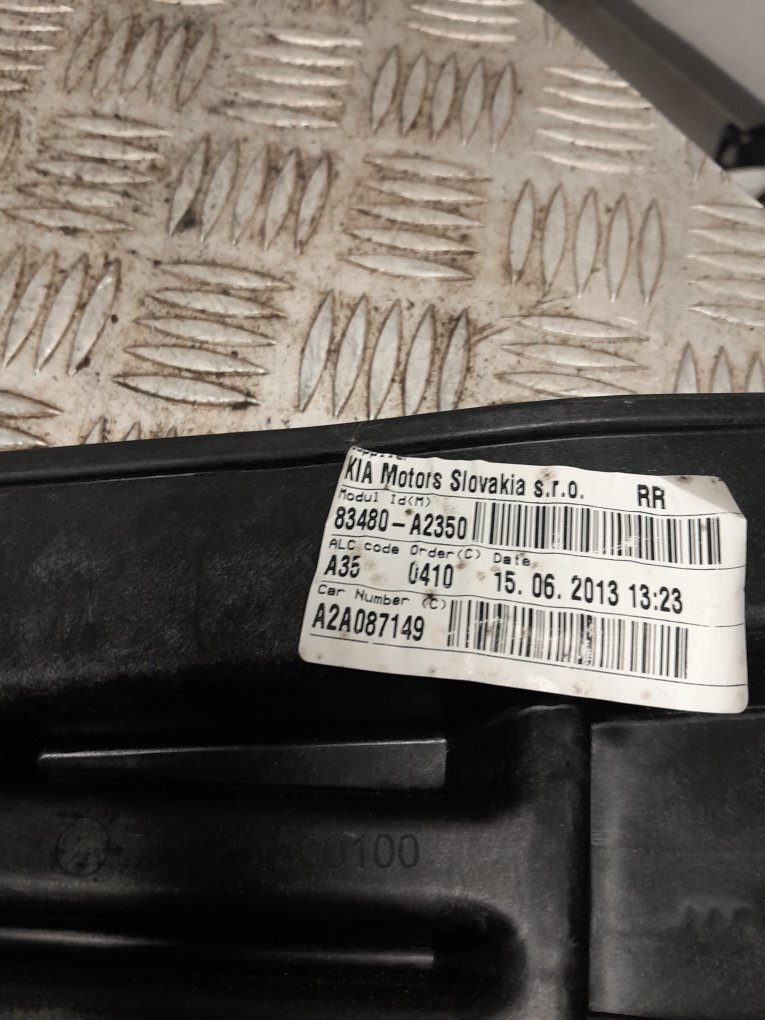 KIA Motors Slovakia s.r.o. RR
Modul Id(M)
83480-A2350
ALC code Order(C) Date
A35 0410 15. 06. 2013 13:23
Car Number (C)
A2A087149
00100